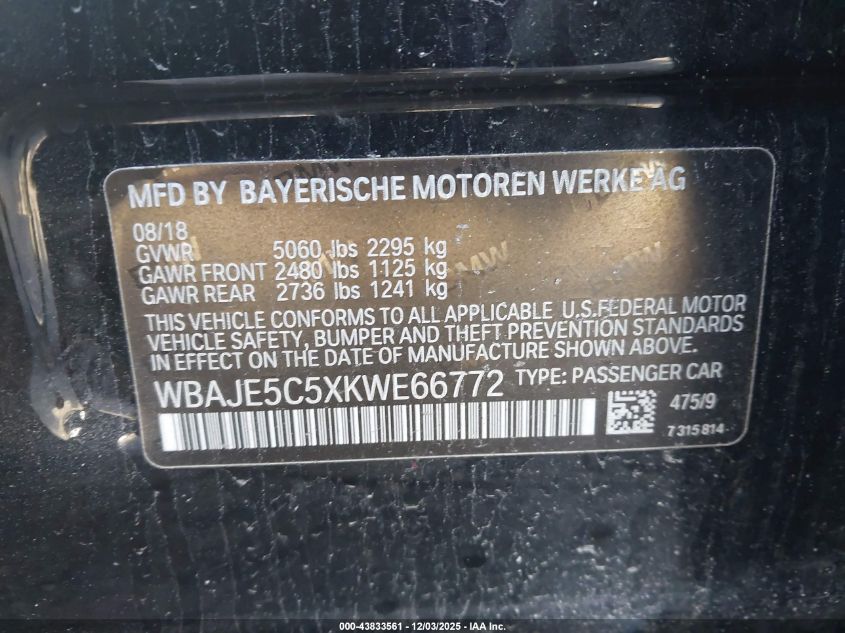 MFD BY BAYERISCHE MOTOREN WERKE AG
08/18
GVWR 5060 lbs 2295 kg
GAWR FRONT 2480 lbs 1125 kg
GAWR REAR 2736 lbs 1241 kg
THIS VEHICLE CONFORMS TO ALL APPLICABLE U.S.FEDERAL MOTOR
VEHICLE SAFETY, BUMPER AND THEFT PREVENTION STANDARDS
IN EFFECT ON THE DATE OF MANUFACTURE SHOWN ABOVE.
WBAJE5C5XKWE66772 TYPE: PASSENGER CAR
475/9
7 315 814
000-43833561 - 12/03/2025 - IAA Inc.